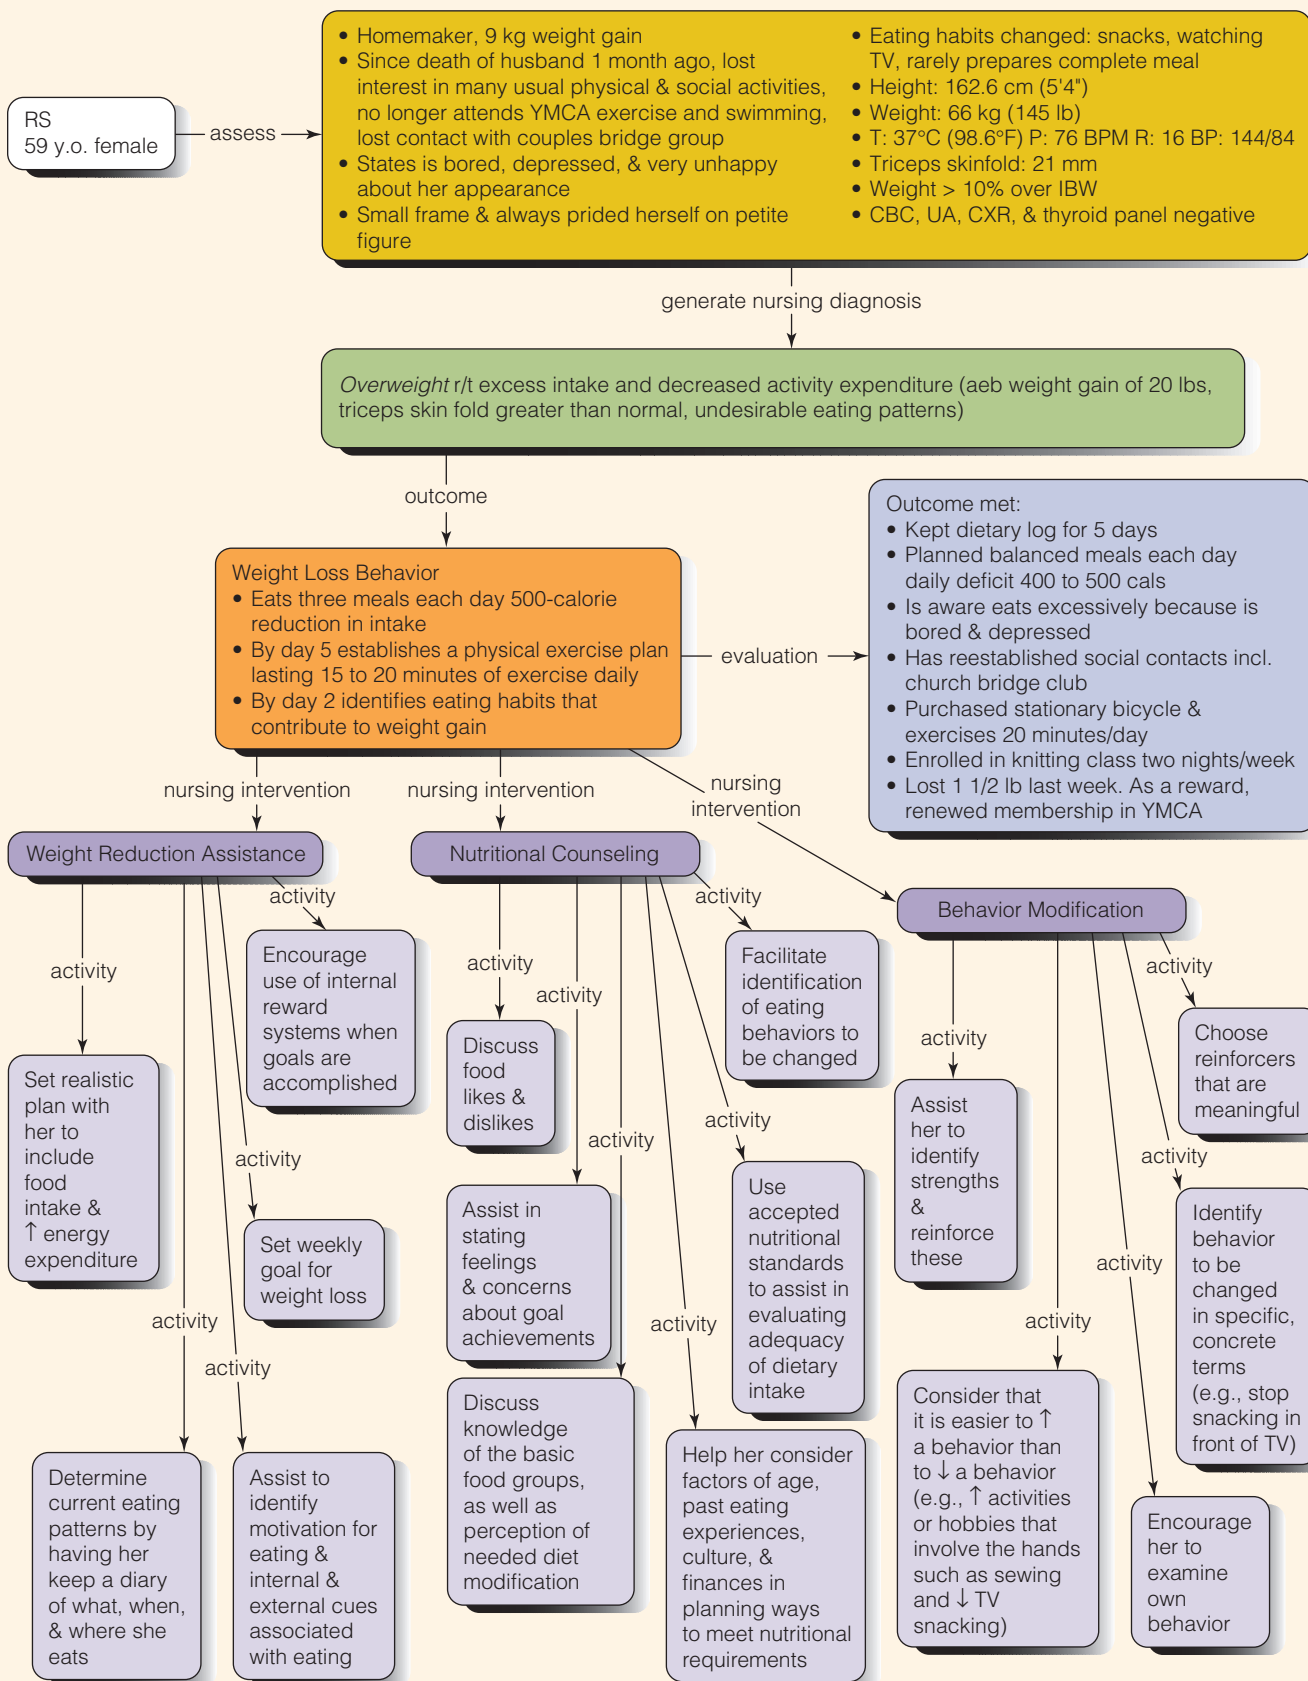 RS
59 y.o. female
assess
• Homemaker, 9 kg weight gain
• Since death of husband 1 month ago, lost
interest in many usual physical & social activities,
no longer attends YMCA exercise and swimming,
lost contact with couples bridge group
• States is bored, depressed, & very unhappy
about her appearance
• Small frame & always prided herself on petite
figure
• Eating habits changed: snacks, watching
TV, rarely prepares complete meal
• Height: 162.6 cm (5'4")
• Weight: 66 kg (145 lb)
• T: 37°C (98.6°F) P: 76 BPM R: 16 BP: 144/84
• Triceps skinfold: 21 mm
• Weight > 10% over IBW
• CBC, UA, CXR, & thyroid panel negative
generate nursing diagnosis
Overweight r/t excess intake and decreased activity expenditure (aeb weight gain of 20 lbs,
triceps skin fold greater than normal, undesirable eating patterns)
outcome
Weight Loss Behavior
• Eats three meals each day 500-calorie
reduction in intake
• By day 5 establishes a physical exercise plan
lasting 15 to 20 minutes of exercise daily
• By day 2 identifies eating habits that
contribute to weight gain
evaluation
Outcome met:
• Kept dietary log for 5 days
• Planned balanced meals each day
daily deficit 400 to 500 cals
• Is aware eats excessively because is
bored & depressed
• Has reestablished social contacts incl.
church bridge club
• Purchased stationary bicycle &
exercises 20 minutes/day
• Enrolled in knitting class two nights/week
• Lost 1 1/2 lb last week. As a reward,
renewed membership in YMCA
nursing intervention
nursing intervention
nursing
intervention
Weight Reduction Assistance
activity
Set realistic
plan with
her to
include
food
intake &
↑ energy
expenditure
activity
Determine
current eating
patterns by
having her
keep a diary
of what, when,
& where she
eats
activity
Assist to
identify
motivation for
eating &
internal &
external cues
associated
with eating
activity
Set weekly
goal for
weight loss
activity
Encourage
use of internal
reward
systems when
goals are
accomplished
Nutritional Counseling
activity
Discuss
food
likes &
dislikes
activity
Assist in
stating
feelings
& concerns
about goal
achievements
activity
Discuss
knowledge
of the basic
food groups,
as well as
perception of
needed diet
modification
activity
Help her consider
factors of age,
past eating
experiences,
culture, &
finances in
planning ways
to meet nutritional
requirements
activity
Use
accepted
nutritional
standards
to assist in
evaluating
adequacy
of dietary
intake
activity
Facilitate
identification
of eating
behaviors to
be changed
Behavior Modification
activity
Assist
her to
identify
strengths
&
reinforce
these
activity
Consider that
it is easier to ↑
a behavior than
to ↓ a behavior
(e.g., ↑ activities
or hobbies that
involve the hands
such as sewing
and ↓ TV
snacking)
activity
Encourage
her to
examine
own
behavior
activity
Identify
behavior
to be
changed
in specific,
concrete
terms
(e.g., stop
snacking in
front of TV)
activity
Choose
reinforcers
that are
meaningful